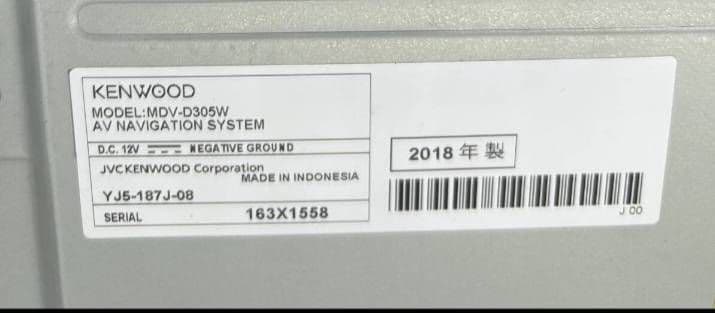 KENWOOD
MODEL:MDV-D305W
AV NAVIGATION SYSTEM
D.C. 12V NEGATIVE GROUND
JVCKENWOOD Corporation
MADE IN INDONESIA
YJ5-187J-08
SERIAL 163X1558
2018 年 製
J 00